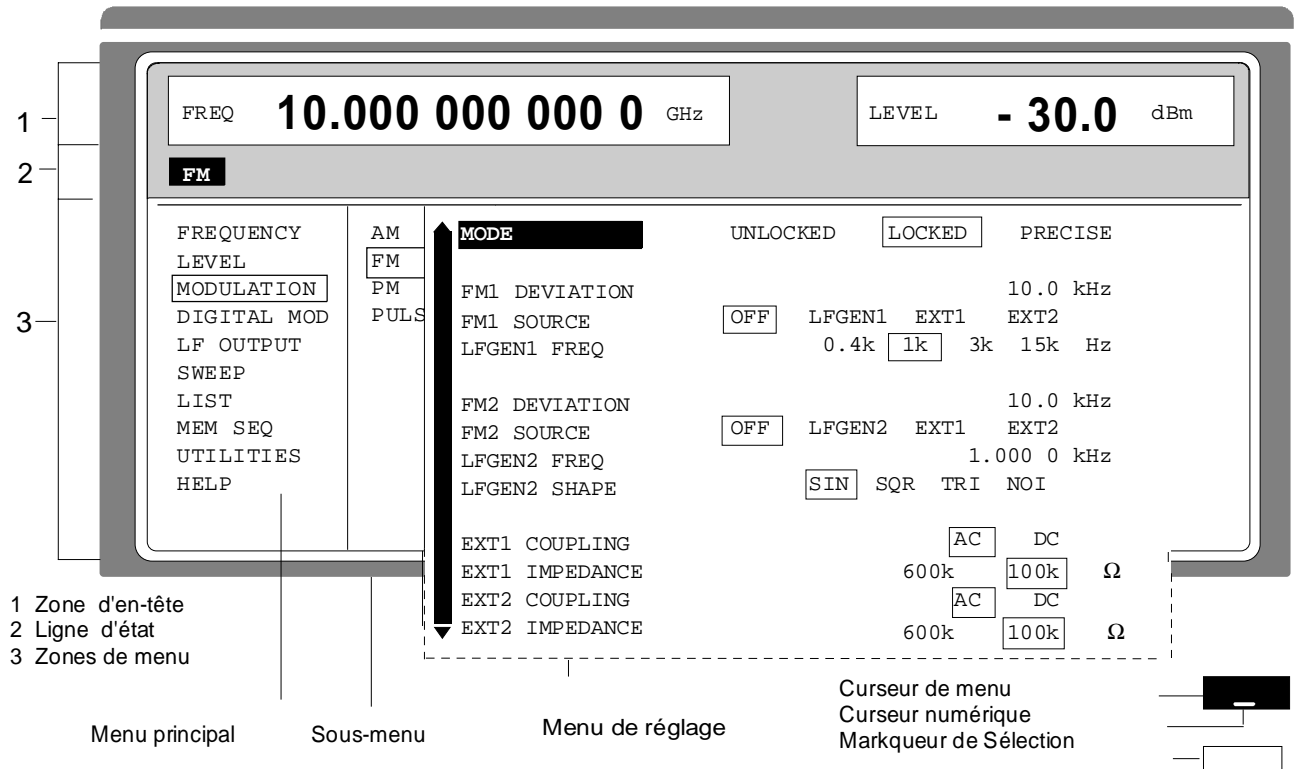 FREQ 10.000 000 000 0 GHz LEVEL - 30.0 dBm
1
2
FM
FREQUENCY AM MODE UNLOCKED LOCKED PRECISE
LEVEL FM
MODULATION PM FM1 DEVIATION 10.0 kHz
3
DIGITAL MOD PULS FM1 SOURCE OFF LFGEN1 EXT1 EXT2
LF OUTPUT LFGEN1 FREQ 0.4k 1k 3k 15k Hz
SWEEP
LIST FM2 DEVIATION 10.0 kHz
MEM SEQ FM2 SOURCE OFF LFGEN2 EXT1 EXT2
UTILITIES LFGEN2 FREQ 1.000 0 kHz
HELP LFGEN2 SHAPE SIN SQR TRI NOI
EXT1 COUPLING AC DC
EXT1 IMPEDANCE 600k 100k Ω
EXT2 COUPLING AC DC
EXT2 IMPEDANCE 600k 100k Ω
1 Zone d'en-tête
2 Ligne d'état
3 Zones de menu
Menu principal Sous-menu Menu de réglage
Curseur de menu
Curseur numérique
Markqueur de Sélection